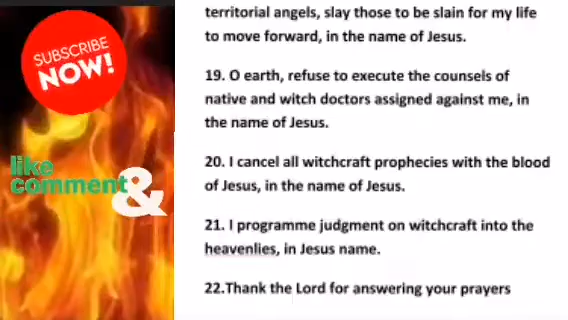 SUBSCRIBE
NOW!
like
comment &
territorial angels, slay those to be slain for my life
to move forward, in the name of Jesus.
19. O earth, refuse to execute the counsels of
native and witch doctors assigned against me, in
the name of Jesus.
20. I cancel all witchcraft prophecies with the blood
of Jesus, in the name of Jesus.
21. I programme judgment on witchcraft into the
heavenlies, in Jesus name.
22.Thank the Lord for answering your prayers